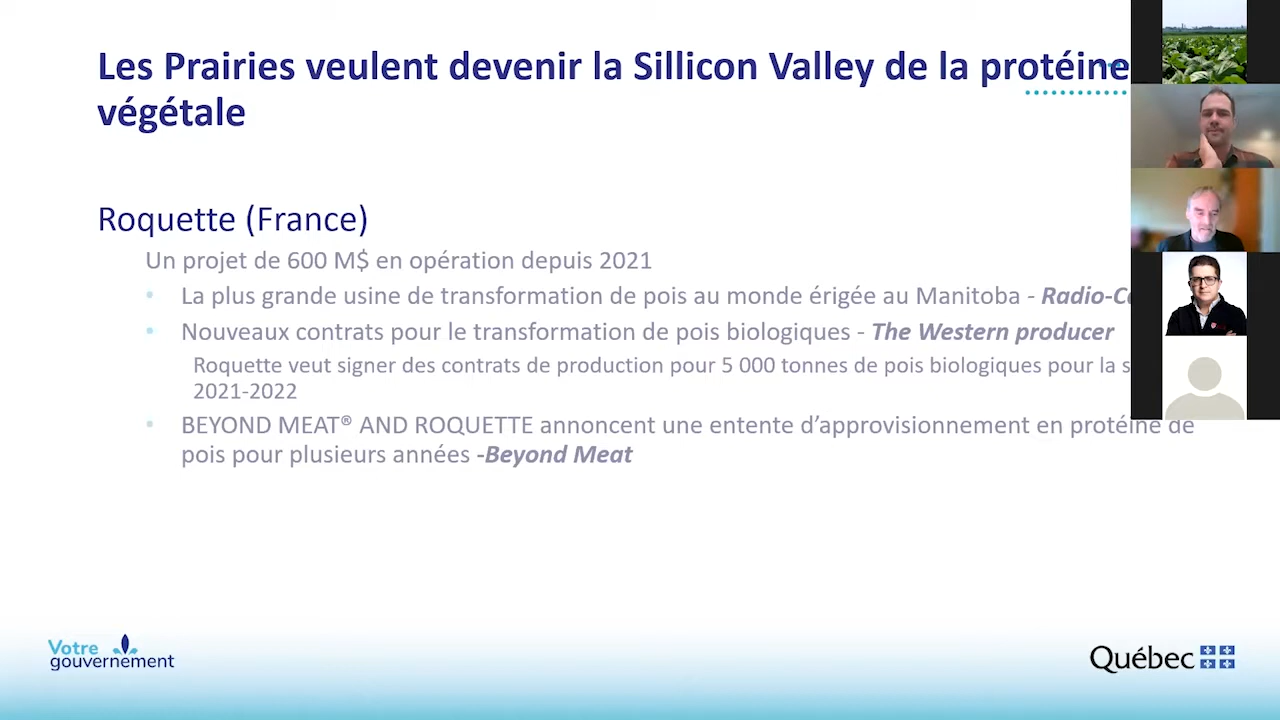 Les Prairies veulent devenir la Sillicon Valley de la protéine
végétale
Roquette (France)
Un projet de 600 M$ en opération depuis 2021
• La plus grande usine de transformation de pois au monde érigée au Manitoba -
• Nouveaux contrats pour le transformation de pois biologiques - The Western producer
Roquette veut signer des contrats de production pour 5 000 tonnes de pois biologiques pour la
2021-2022
• BEYOND MEAT® AND ROQUETTE annoncent une entente d’approvisionnement en protéine de
pois pour plusieurs années -Beyond Meat
Votre
gouvernement
Québec